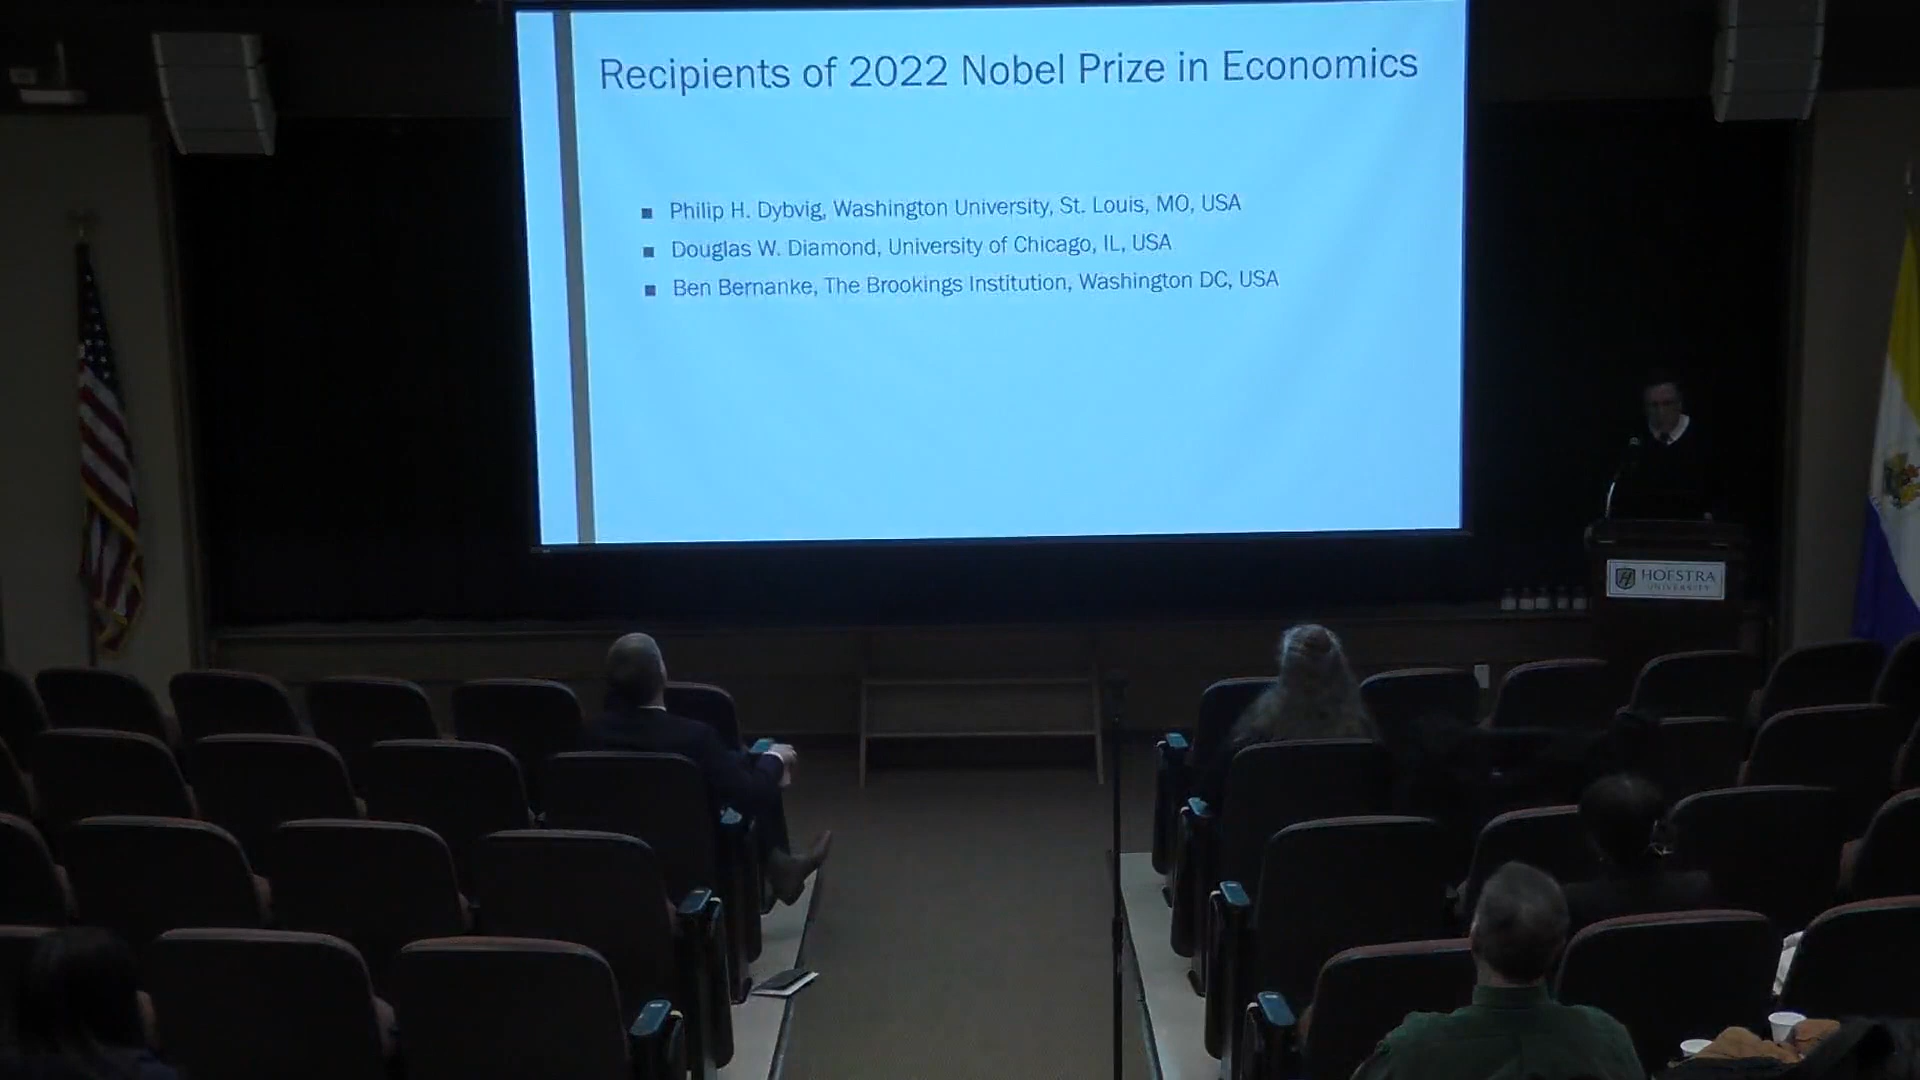 Recipients of 2022 Nobel Prize in Economics
Philip H. Dybvig, Washington University, St. Louis, MO, USA
Douglas W. Diamond, University of Chicago, IL, USA
Ben Bernanke, The Brookings Institution, Washington DC, USA
HOFSTRA
UNIVERSITY